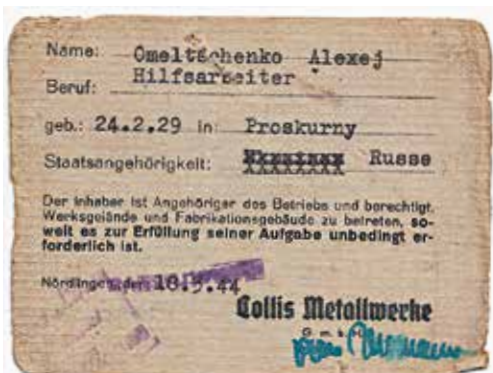 Name: Omeltschenko Alexej
Beruf: Hilfsarbeiter
geb.: 24.2.29 in: Proskurny
Staatsangehörigkeit: Russe
Der Inhaber ist Angehöriger des Betriebs und berechtigt,
Werksgelände und Fabrikationsgebäude zu betreten, so-
weit es zur Erfüllung seiner Aufgabe unbedingt er-
forderlich ist.
Nördlingen, den 18.5.44
Collis Metallwerke
G. m. b. H.